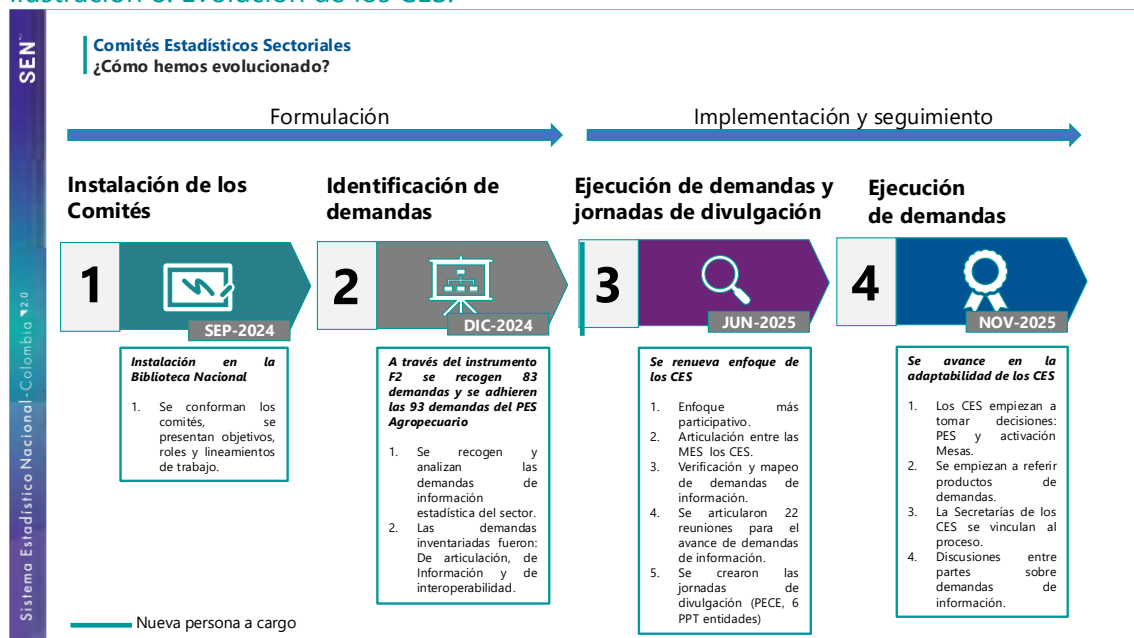 Ilustración 6. Evolución de los CES.
SEN
Sistema Estadístico Nacional-Colombia 2.0
Comités Estadísticos Sectoriales
¿Cómo hemos evolucionado?
Formulación
Implementación y seguimiento
Instalación de los
Comités
1
SEP-2024
Instalación en la
Biblioteca Nacional
1. Se conforman los
comités, se
presentan objetivos,
roles y lineamientos
de trabajo.
Identificación de
demandas
2
DIC-2024
A través del instrumento
F2 se recogen 83
demandas y se adhieren
las 93 demandas del PES
Agropecuario
1. Se recogen y
analizan las
demandas de
información
estadística del sector.
2. Las demandas
inventariadas fueron:
De articulación, de
Información y de
interoperabilidad.
Ejecución de demandas y
jornadas de divulgación
3
JUN-2025
Se renueva enfoque de
los CES
1. Enfoque más
participativo.
2. Articulación entre las
MES los CES.
3. Verificación y mapeo
de demandas de
información.
4. Se articularon 22
reuniones para el
avance de demandas
de información.
5. Se crearon las
jornadas de
divulgación (PECE, 6
PPT entidades)
Ejecución
de demandas
4
NOV-2025
Se avance en la
adaptabilidad de los CES
1. Los CES empiezan a
tomar decisiones:
PES y activación
Mesas.
2. Se empiezan a referir
productos de
demandas.
3. La Secretarías de los
CES se vinculan al
proceso.
4. Discusiones entre
partes sobre
demandas de
información.
Nueva persona a cargo